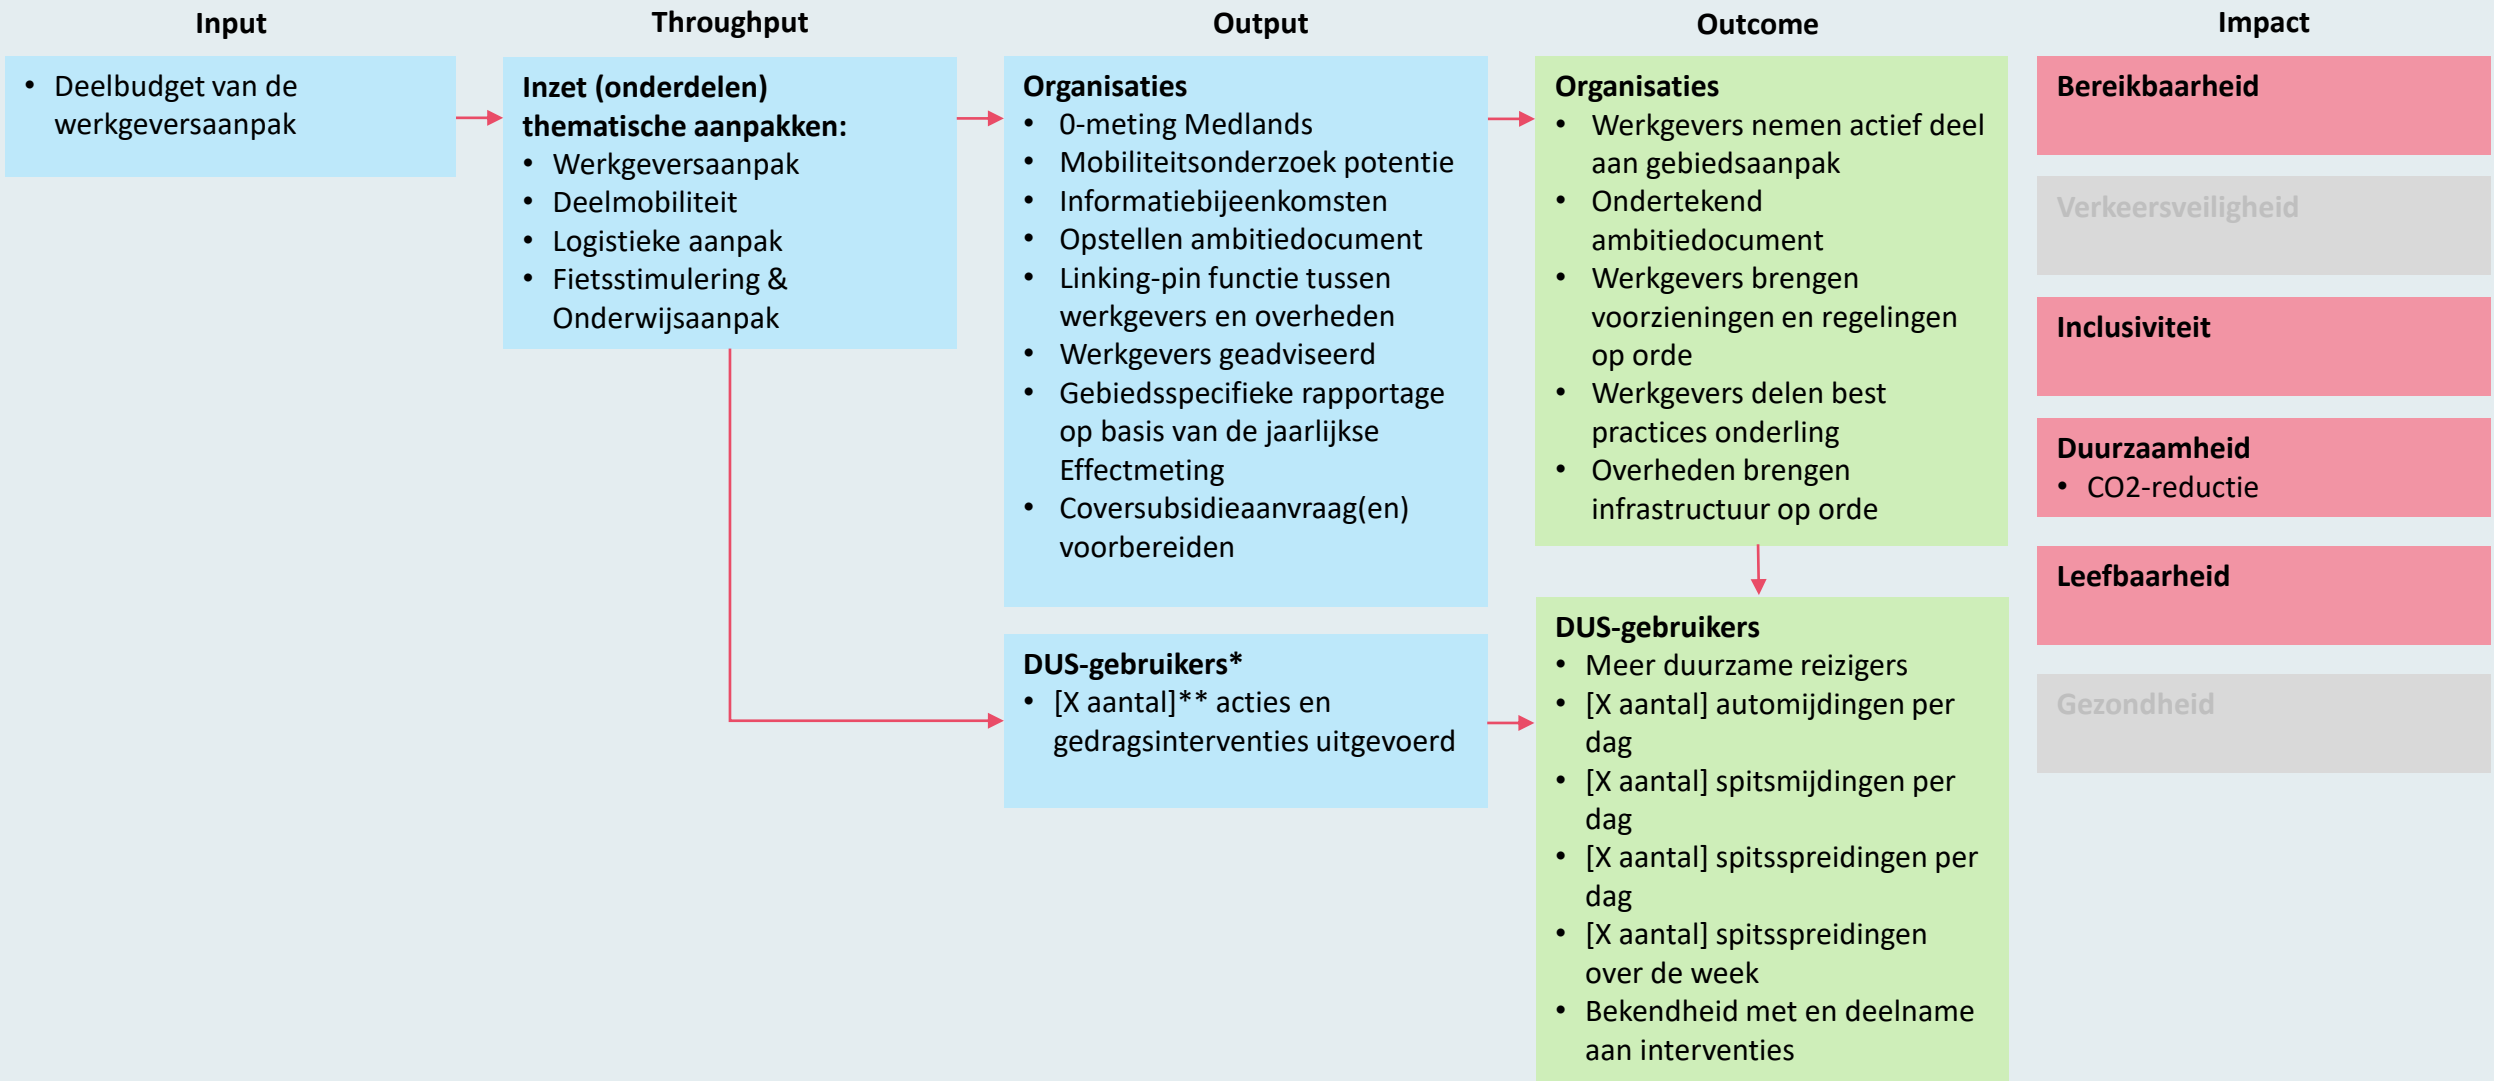 Input
Throughput
Output
Outcome
Impact
• Deelbudget van de
werkgeversaanpak
Inzet (onderdelen)
thematische aanpakken:
• Werkgeversaanpak
• Deelmobiliteit
• Logistieke aanpak
• Fietsstimulering &
Onderwijsaanpak
Organisaties
• 0-meting Medlands
• Mobiliteitsonderzoek potentie
• Informatiebijeenkomsten
• Opstellen ambitiedocument
• Linking-pin functie tussen
werkgevers en overheden
• Werkgevers geadviseerd
• Gebiedsspecifieke rapportage
op basis van de jaarlijkse
Effectmeting
• Coversubsidieaanvraag(en)
voorbereiden
DUS-gebruikers*
• [X aantal]** acties en
gedragsinterventies uitgevoerd
Organisaties
• Werkgevers nemen actief deel
aan gebiedsaanpak
• Ondertekend
ambitiedocument
• Werkgevers brengen
voorzieningen en regelingen
op orde
• Werkgevers delen best
practices onderling
• Overheden brengen
infrastructuur op orde
DUS-gebruikers
• Meer duurzame reizigers
• [X aantal] automijdingen per
dag
• [X aantal] spitsmijdingen per
dag
• [X aantal] spitsspreidingen per
dag
• [X aantal] spitsspreidingen
over de week
• Bekendheid met en deelname
aan interventies
Bereikbaarheid
Verkeersveiligheid
Inclusiviteit
Duurzaamheid
• CO2-reductie
Leefbaarheid
Gezondheid